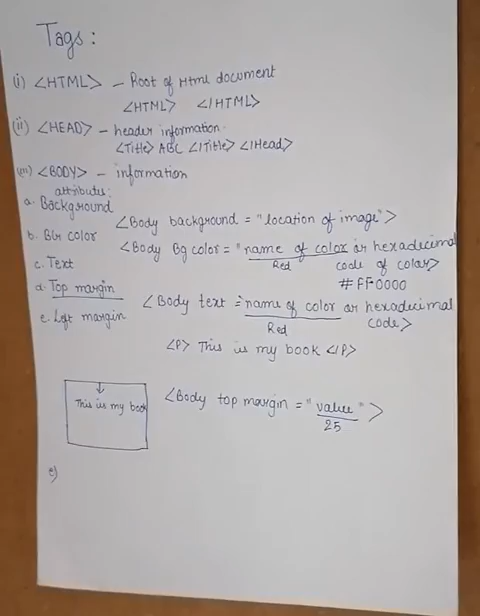 Tags :
(i) <HTML> – Root of Html document
<HTML> </HTML>
(ii) <HEAD> – header information.
<Title> ABC </Title> </Head>
(iii) <BODY> – information
attributes:
a. Background
<Body background = "location of image">
b. BG color
<Body Bg color = "name of color or hexadecimal
Red code of color>
c. Text
#FF0000
d. Top margin
<Body text = name of color or hexadecimal
Red code>
e. Left margin
<P> This is my book </P>
This is my book
<Body top margin = "value">
25
e)